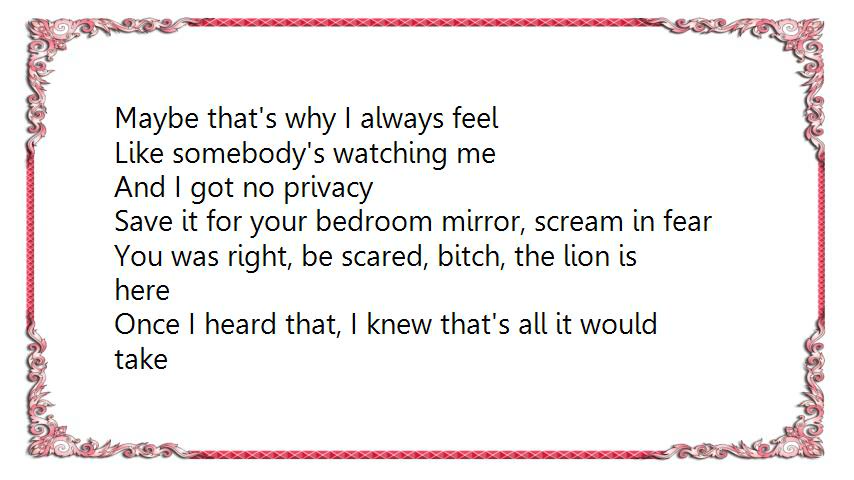 Maybe that's why I always feel
Like somebody's watching me
And I got no privacy
Save it for your bedroom mirror, scream in fear
You was right, be scared, bitch, the lion is
here
Once I heard that, I knew that's all it would
take